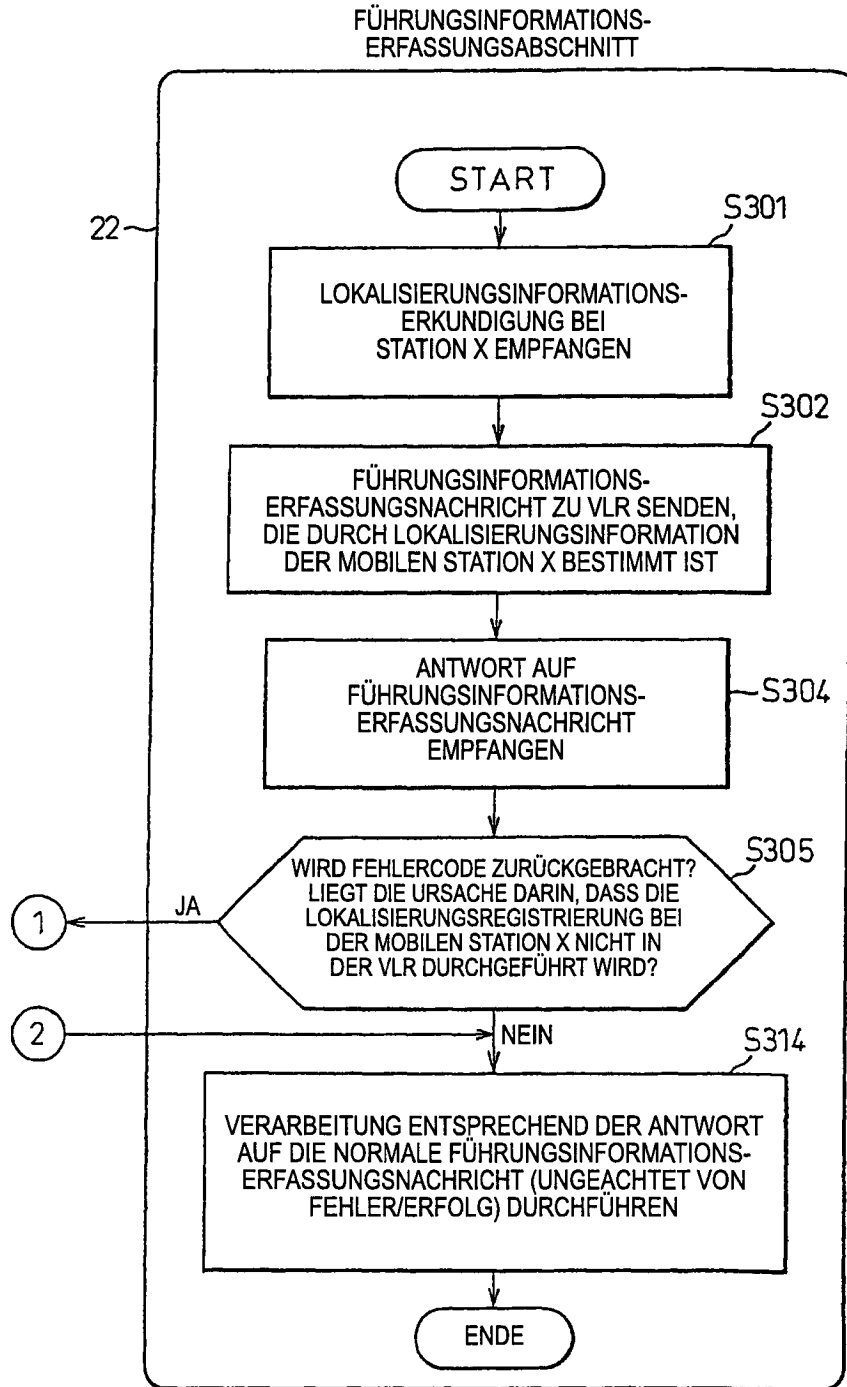 FÜHRUNGSINFORMATIONS-
ERFASSUNGSABSCHNITT
START
22
S301
LOKALISIERUNGSINFORMATIONS-
ERKUNDIGUNG BEI
STATION X EMPFANGEN
S302
FÜHRUNGSINFORMATIONS-
ERFASSUNGSNACHRICHT ZU VLR SENDEN,
DIE DURCH LOKALISIERUNGSINFORMATION
DER MOBILEN STATION X BESTIMMT IST
ANTWORT AUF
FÜHRUNGSINFORMATIONS-
ERFASSUNGSNACHRICHT
EMPFANGEN
S304
S305
WIRD FEHLERCODE ZURÜCKGEBRACHT?
LIEGT DIE URSACHE DARIN, DASS DIE
LOKALISIERUNGSREGISTRIERUNG BEI
DER MOBILEN STATION X NICHT IN
DER VLR DURCHGEFÜHRT WIRD?
JA
1
2
NEIN
S314
VERARBEITUNG ENTSPRECHEND DER ANTWORT
AUF DIE NORMALE FÜHRUNGSINFORMATIONS-
ERFASSUNGSNACHRICHT (UNGEACHTET VON
FEHLER/ERFOLG) DURCHFÜHREN
ENDE